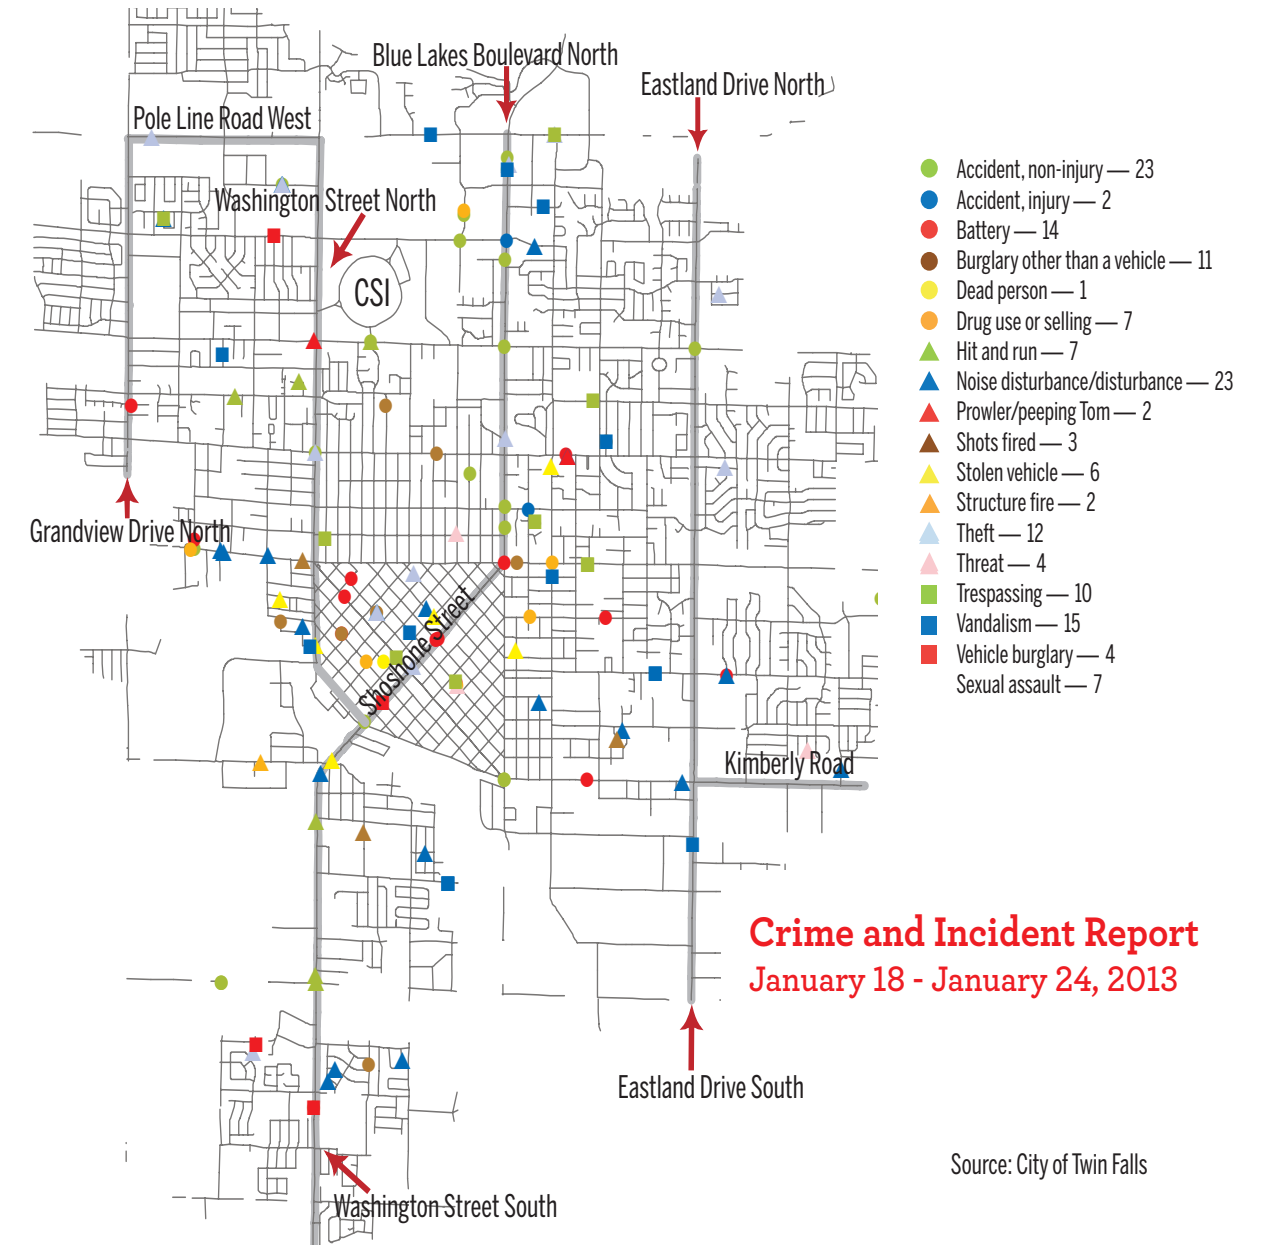 Blue Lakes Boulevard North
Eastland Drive North
Pole Line Road West
Washington Street North
CSI
Grandview Drive North
Shoshone Street
Kimberly Road
Accident, non-injury — 23
Accident, injury — 2
Battery — 14
Burglary other than a vehicle — 11
Dead person — 1
Drug use or selling — 7
Hit and run — 7
Noise disturbance/disturbance — 23
Prowler/peeping Tom — 2
Shots fired — 3
Stolen vehicle — 6
Structure fire — 2
Theft — 12
Threat — 4
Trespassing — 10
Vandalism — 15
Vehicle burglary — 4
Sexual assault — 7
Crime and Incident Report
January 18 - January 24, 2013
Eastland Drive South
Source: City of Twin Falls
Washington Street South